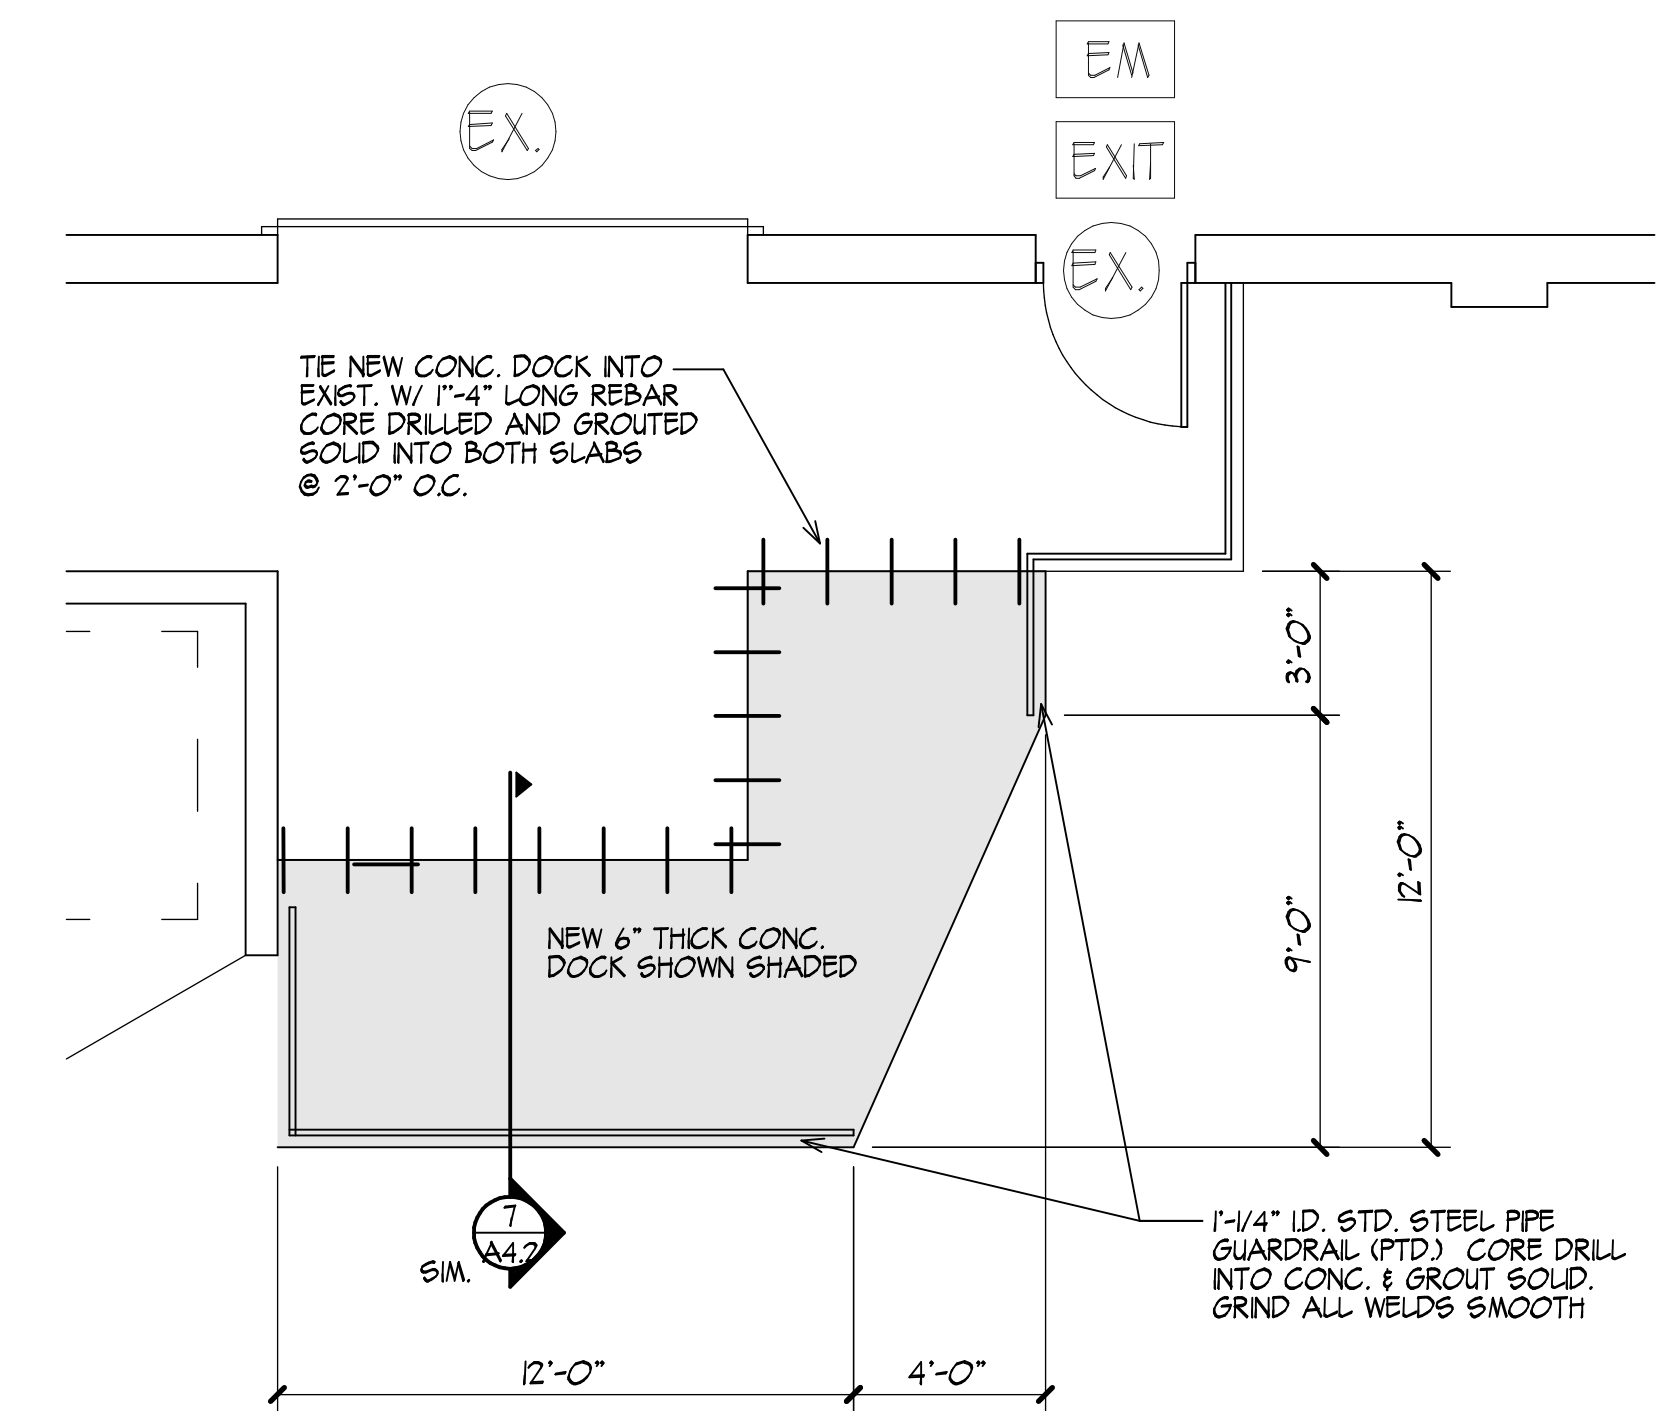 EM
EX.
EXIT
EX.
TIE NEW CONC. DOCK INTO
EXIST. W/ 1"-4" LONG REBAR
CORE DRILLED AND GROUTED
SOLID INTO BOTH SLABS
@ 2'-0" O.C.
3'-0"
12'-0"
9'-0"
NEW 6" THICK CONC.
DOCK SHOWN SHADED
7
A4.2
SIM.
1'-1/4" I.D. STD. STEEL PIPE
GUARDRAIL (PTD.)  CORE DRILL
INTO CONC. & GROUT SOLID.
GRIND ALL WELDS SMOOTH
12'-0"
4'-0"